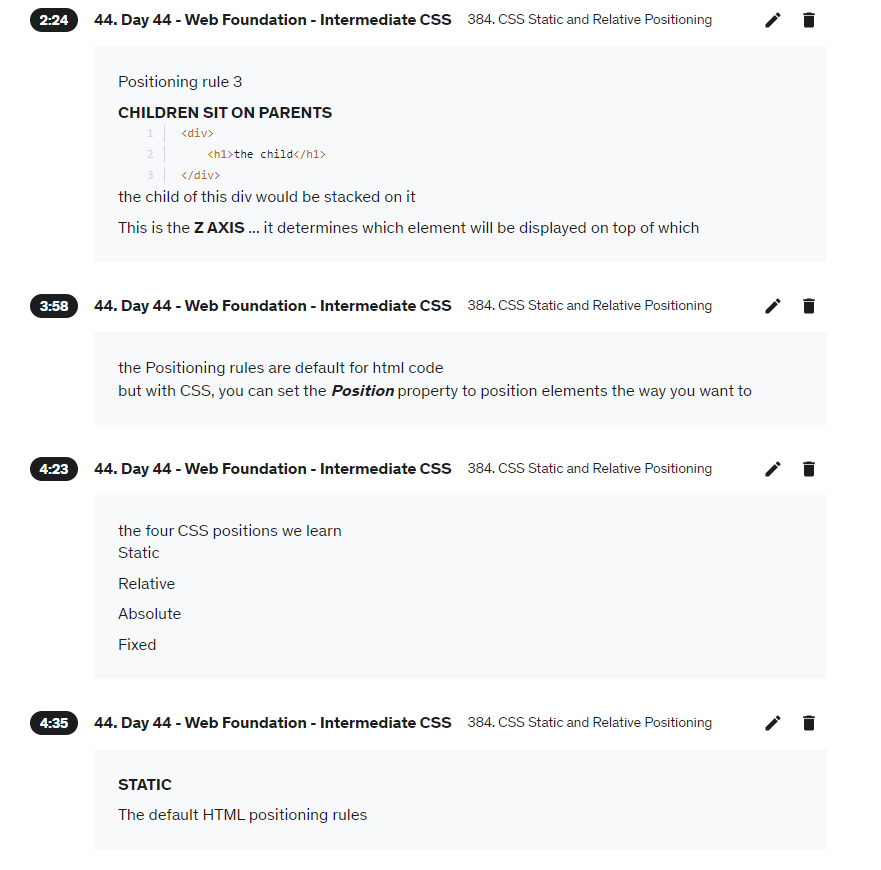 2:24 44. Day 44 - Web Foundation - Intermediate CSS 384. CSS Static and Relative Positioning
Positioning rule 3
CHILDREN SIT ON PARENTS
1 <div>
2 <h1>the child</h1>
3 </div>
the child of this div would be stacked on it
This is the Z AXIS ... it determines which element will be displayed on top of which
3:58 44. Day 44 - Web Foundation - Intermediate CSS 384. CSS Static and Relative Positioning
the Positioning rules are default for html code
but with CSS, you can set the Position property to position elements the way you want to
4:23 44. Day 44 - Web Foundation - Intermediate CSS 384. CSS Static and Relative Positioning
the four CSS positions we learn
Static
Relative
Absolute
Fixed
4:35 44. Day 44 - Web Foundation - Intermediate CSS 384. CSS Static and Relative Positioning
STATIC
The default HTML positioning rules